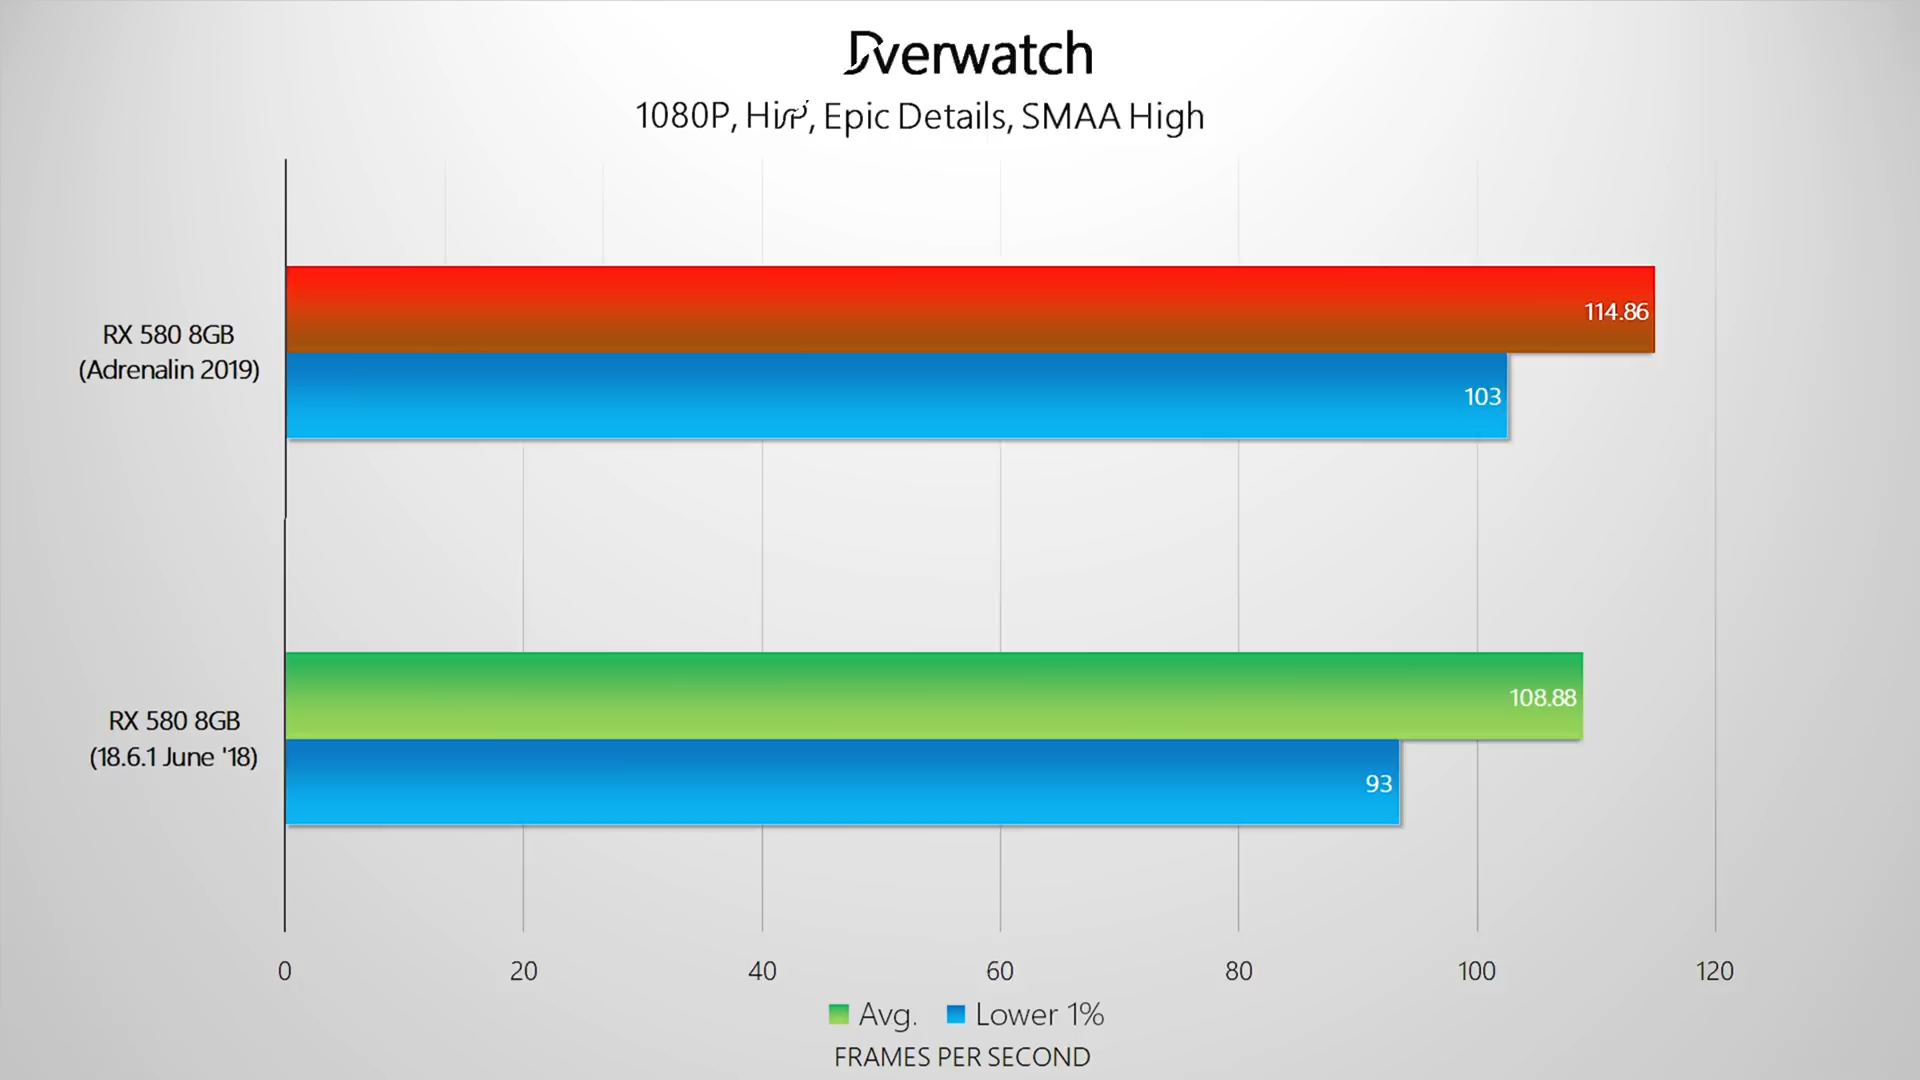 verwatch
1080P, Epic Details, SMAA High
114.86
RX 580 8GB
(Adrenalin 2019)
103
108.88
RX 580 8GB
(18.6.1 June '18)
93
0 20 40 60 80 100 120
Avg. Lower 1%
FRAMES PER SECOND